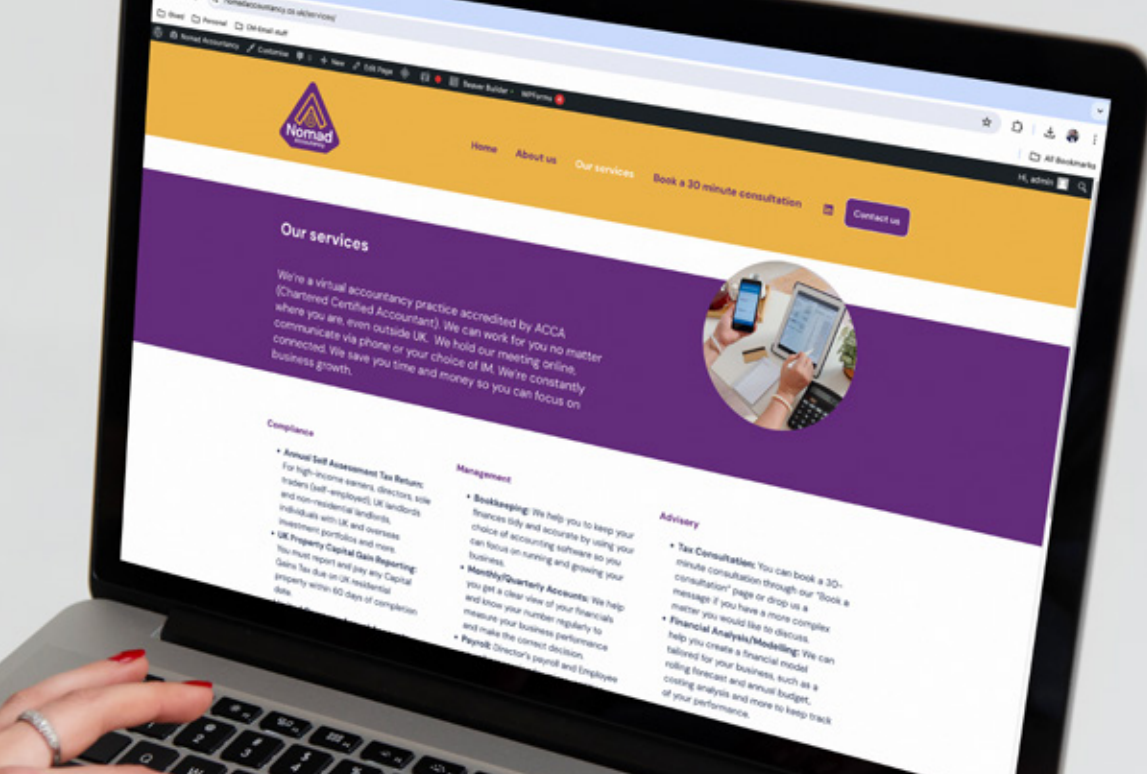 nomadaccountancy.co.uk/services/
Personal
All Bookmarks
Nomad Accountancy
Customise
New
Edit Page
WPForms
Hi, admin
Nomad
Accountancy
Home
About us
Our services
Book a 30 minute consultation
Contact us
Our services
We're a virtual accountancy practice accredited by ACCA
(Chartered Certified Accountant). We can work for you no matter
where you are, even outside UK. We hold our meeting online,
communicate via phone or your choice of IM. We're constantly
connected. We save you time and money so you can focus on
business growth.
Compliance
• Annual Self Assessment Tax Return:
For high-income earners, directors, sole
traders (self-employed), UK landlords
and non-residential landlords,
individuals with UK and overseas
investment portfolios and more.
• UK Property Capital Gain Reporting:
You must report and pay any Capital
Gains Tax due on UK residential
property within 60 days of completion
date.
Management
• Bookkeeping: We help you to keep your
finances tidy and accurate by using your
choice of accounting software so you
can focus on running and growing your
business.
• Monthly/Quarterly Accounts: We help
you get a clear view of your financials
and know your number regularly to
measure your business performance
and make the correct decision.
• Payroll: Director's payroll and Employee
Advisory
• Tax Consultation: You can book a 30-
minute consultation through our "Book a
consultation" page or drop us a
message if you have a more complex
matter you would like to discuss.
• Financial Analysis/Modelling: We can
help you create a financial model
tailored for your business, such as a
rolling forecast and annual budget,
costing analysis and more to keep track
of your performance.